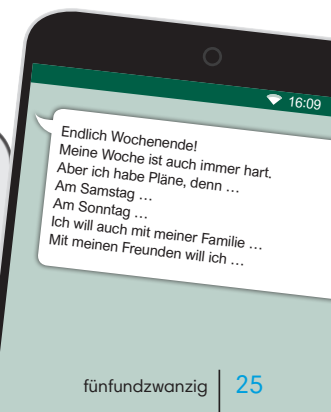 16:09
Endlich Wochenende!
Meine Woche ist auch immer hart.
Aber ich habe Pläne, denn …
Am Samstag …
Am Sonntag …
Ich will auch mit meiner Familie …
Mit meinen Freunden will ich …
fünfundzwanzig 25